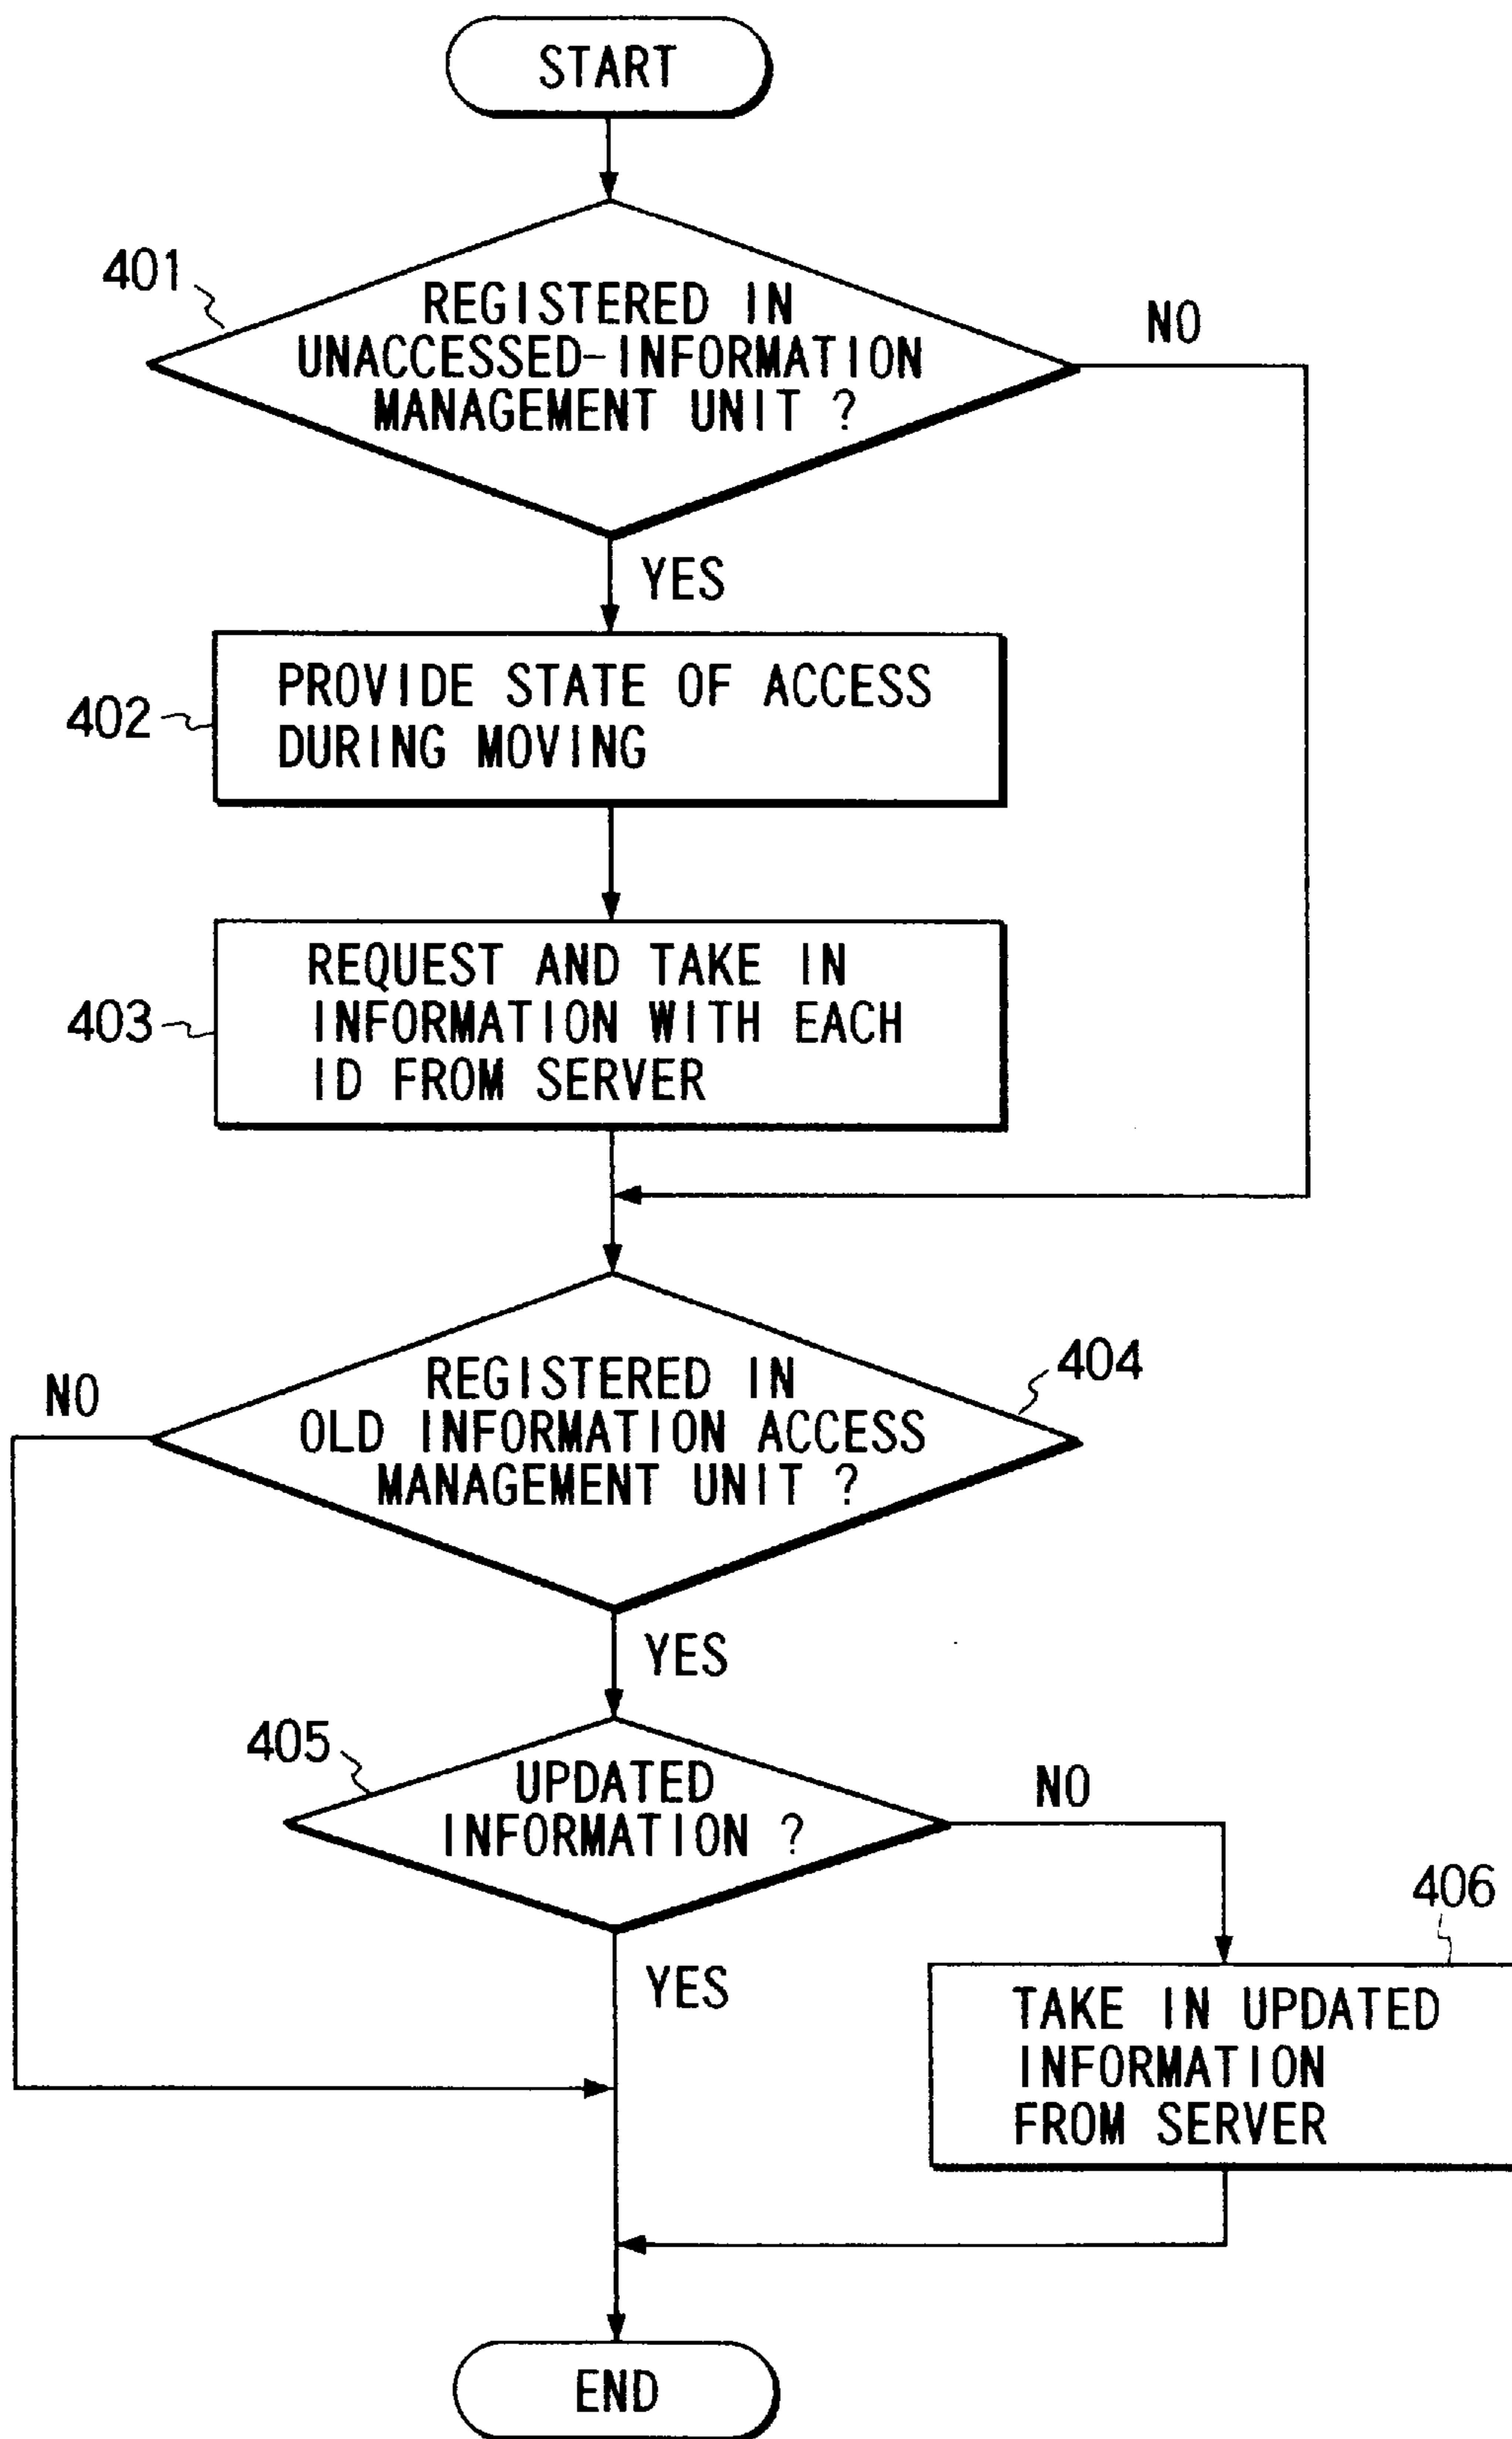 START
401
REGISTERED IN
UNACCESSED-INFORMATION
MANAGEMENT UNIT ?
NO
YES
402
PROVIDE STATE OF ACCESS
DURING MOVING
403
REQUEST AND TAKE IN
INFORMATION WITH EACH
ID FROM SERVER
404
REGISTERED IN
OLD INFORMATION ACCESS
MANAGEMENT UNIT ?
NO
YES
405
UPDATED
INFORMATION ?
NO
YES
406
TAKE IN UPDATED
INFORMATION
FROM SERVER
END